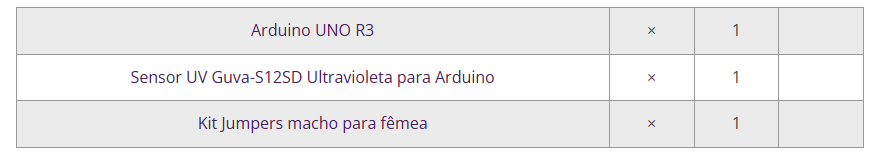 Arduino UNO R3 × 1
Sensor UV Guva-S12SD Ultravioleta para Arduino × 1
Kit Jumpers macho para fêmea × 1